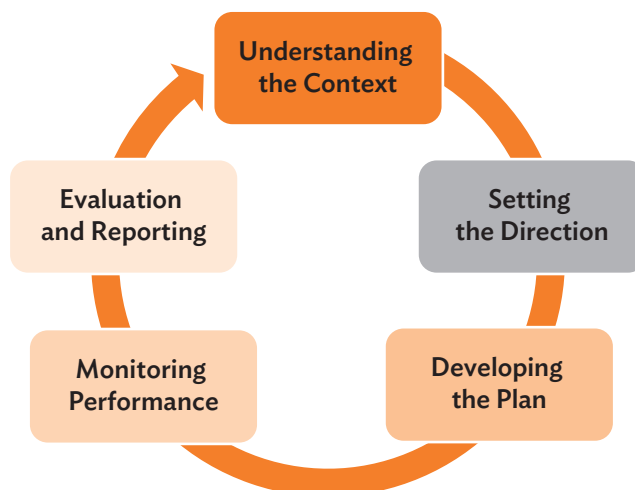 Understanding
the Context
Setting
the Direction
Developing
the Plan
Monitoring
Performance
Evaluation
and Reporting